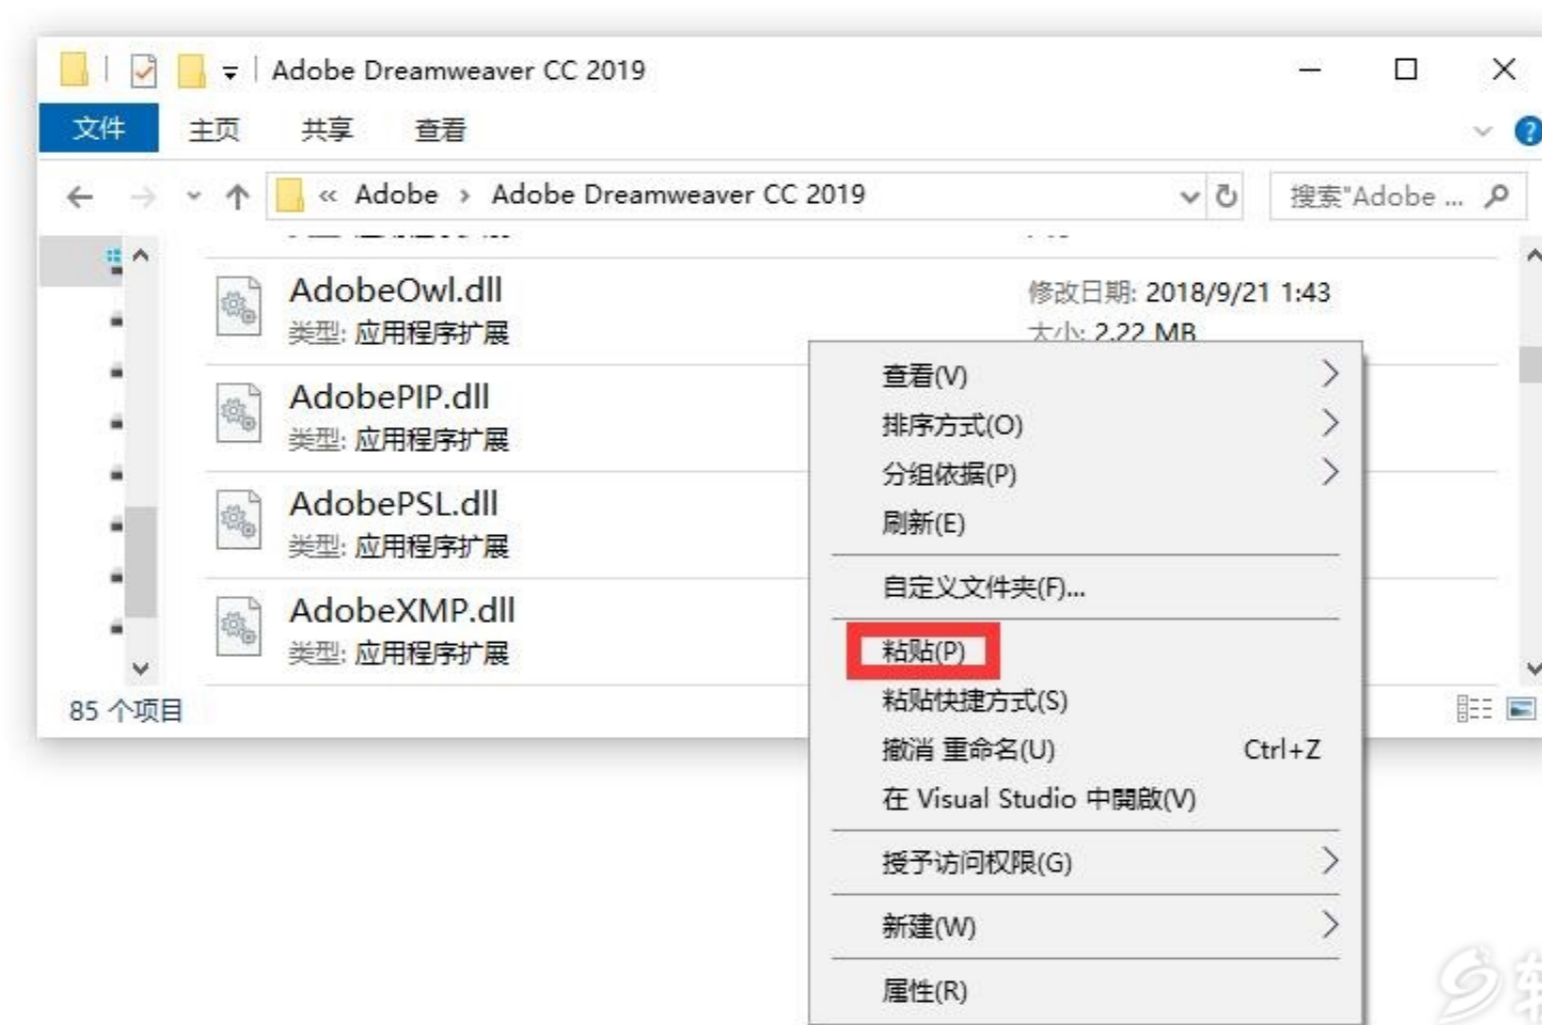 Adobe Dreamweaver CC 2019
文件 主页 共享 查看
« Adobe › Adobe Dreamweaver CC 2019
搜索"Adobe ...
AdobeOwl.dll
类型: 应用程序扩展
修改日期: 2018/9/21 1:43
大小: 2.22 MB
AdobePIP.dll
类型: 应用程序扩展
AdobePSL.dll
类型: 应用程序扩展
AdobeXMP.dll
类型: 应用程序扩展
85 个项目
查看(V)
排序方式(O)
分组依据(P)
刷新(E)
自定义文件夹(F)...
粘贴(P)
粘贴快捷方式(S)
撤消 重命名(U) Ctrl+Z
在 Visual Studio 中開啟(V)
授予访问权限(G)
新建(W)
属性(R)